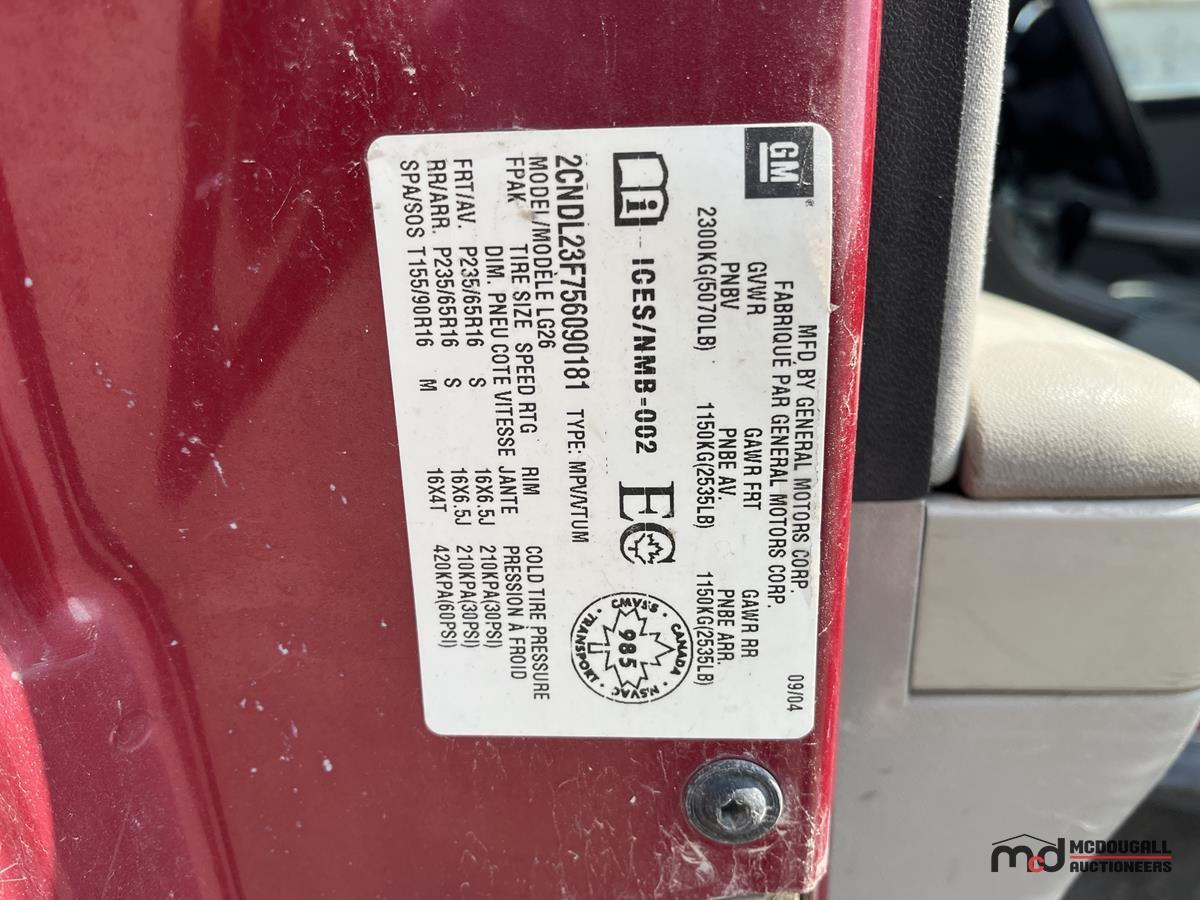 GM
MFD BY GENERAL MOTORS CORP.
FABRIQUÉ PAR GENERAL MOTORS CORP.
09/04
GVWR GAWR FRT GAWR RR
PNBV PNBE AV. PNBE ARR.
2300KG(5070LB) 1150KG(2535LB) 1150KG(2535LB)
i ICES/NMB-002 EC
CANADA
985
TRANSPORT
CMVSS
NSVAC
2CNDL23F756090181 TYPE: MPV/VTUM
MODEL/MODÈLE LG26
FPAK TIRE SIZE SPEED RTG RIM COLD TIRE PRESSURE
DIM. PNEU COTE VITESSE JANTE PRESSION À FROID
FRT/AV. P235/65R16 S 16X6.5J 210KPA(30PSI)
RR/ARR. P235/65R16 S 16X6.5J 210KPA(30PSI)
SPA/SOS T155/90R16 M 16X4T 420KPA(60PSI)
mcd MCDOUGALL
AUCTIONEERS